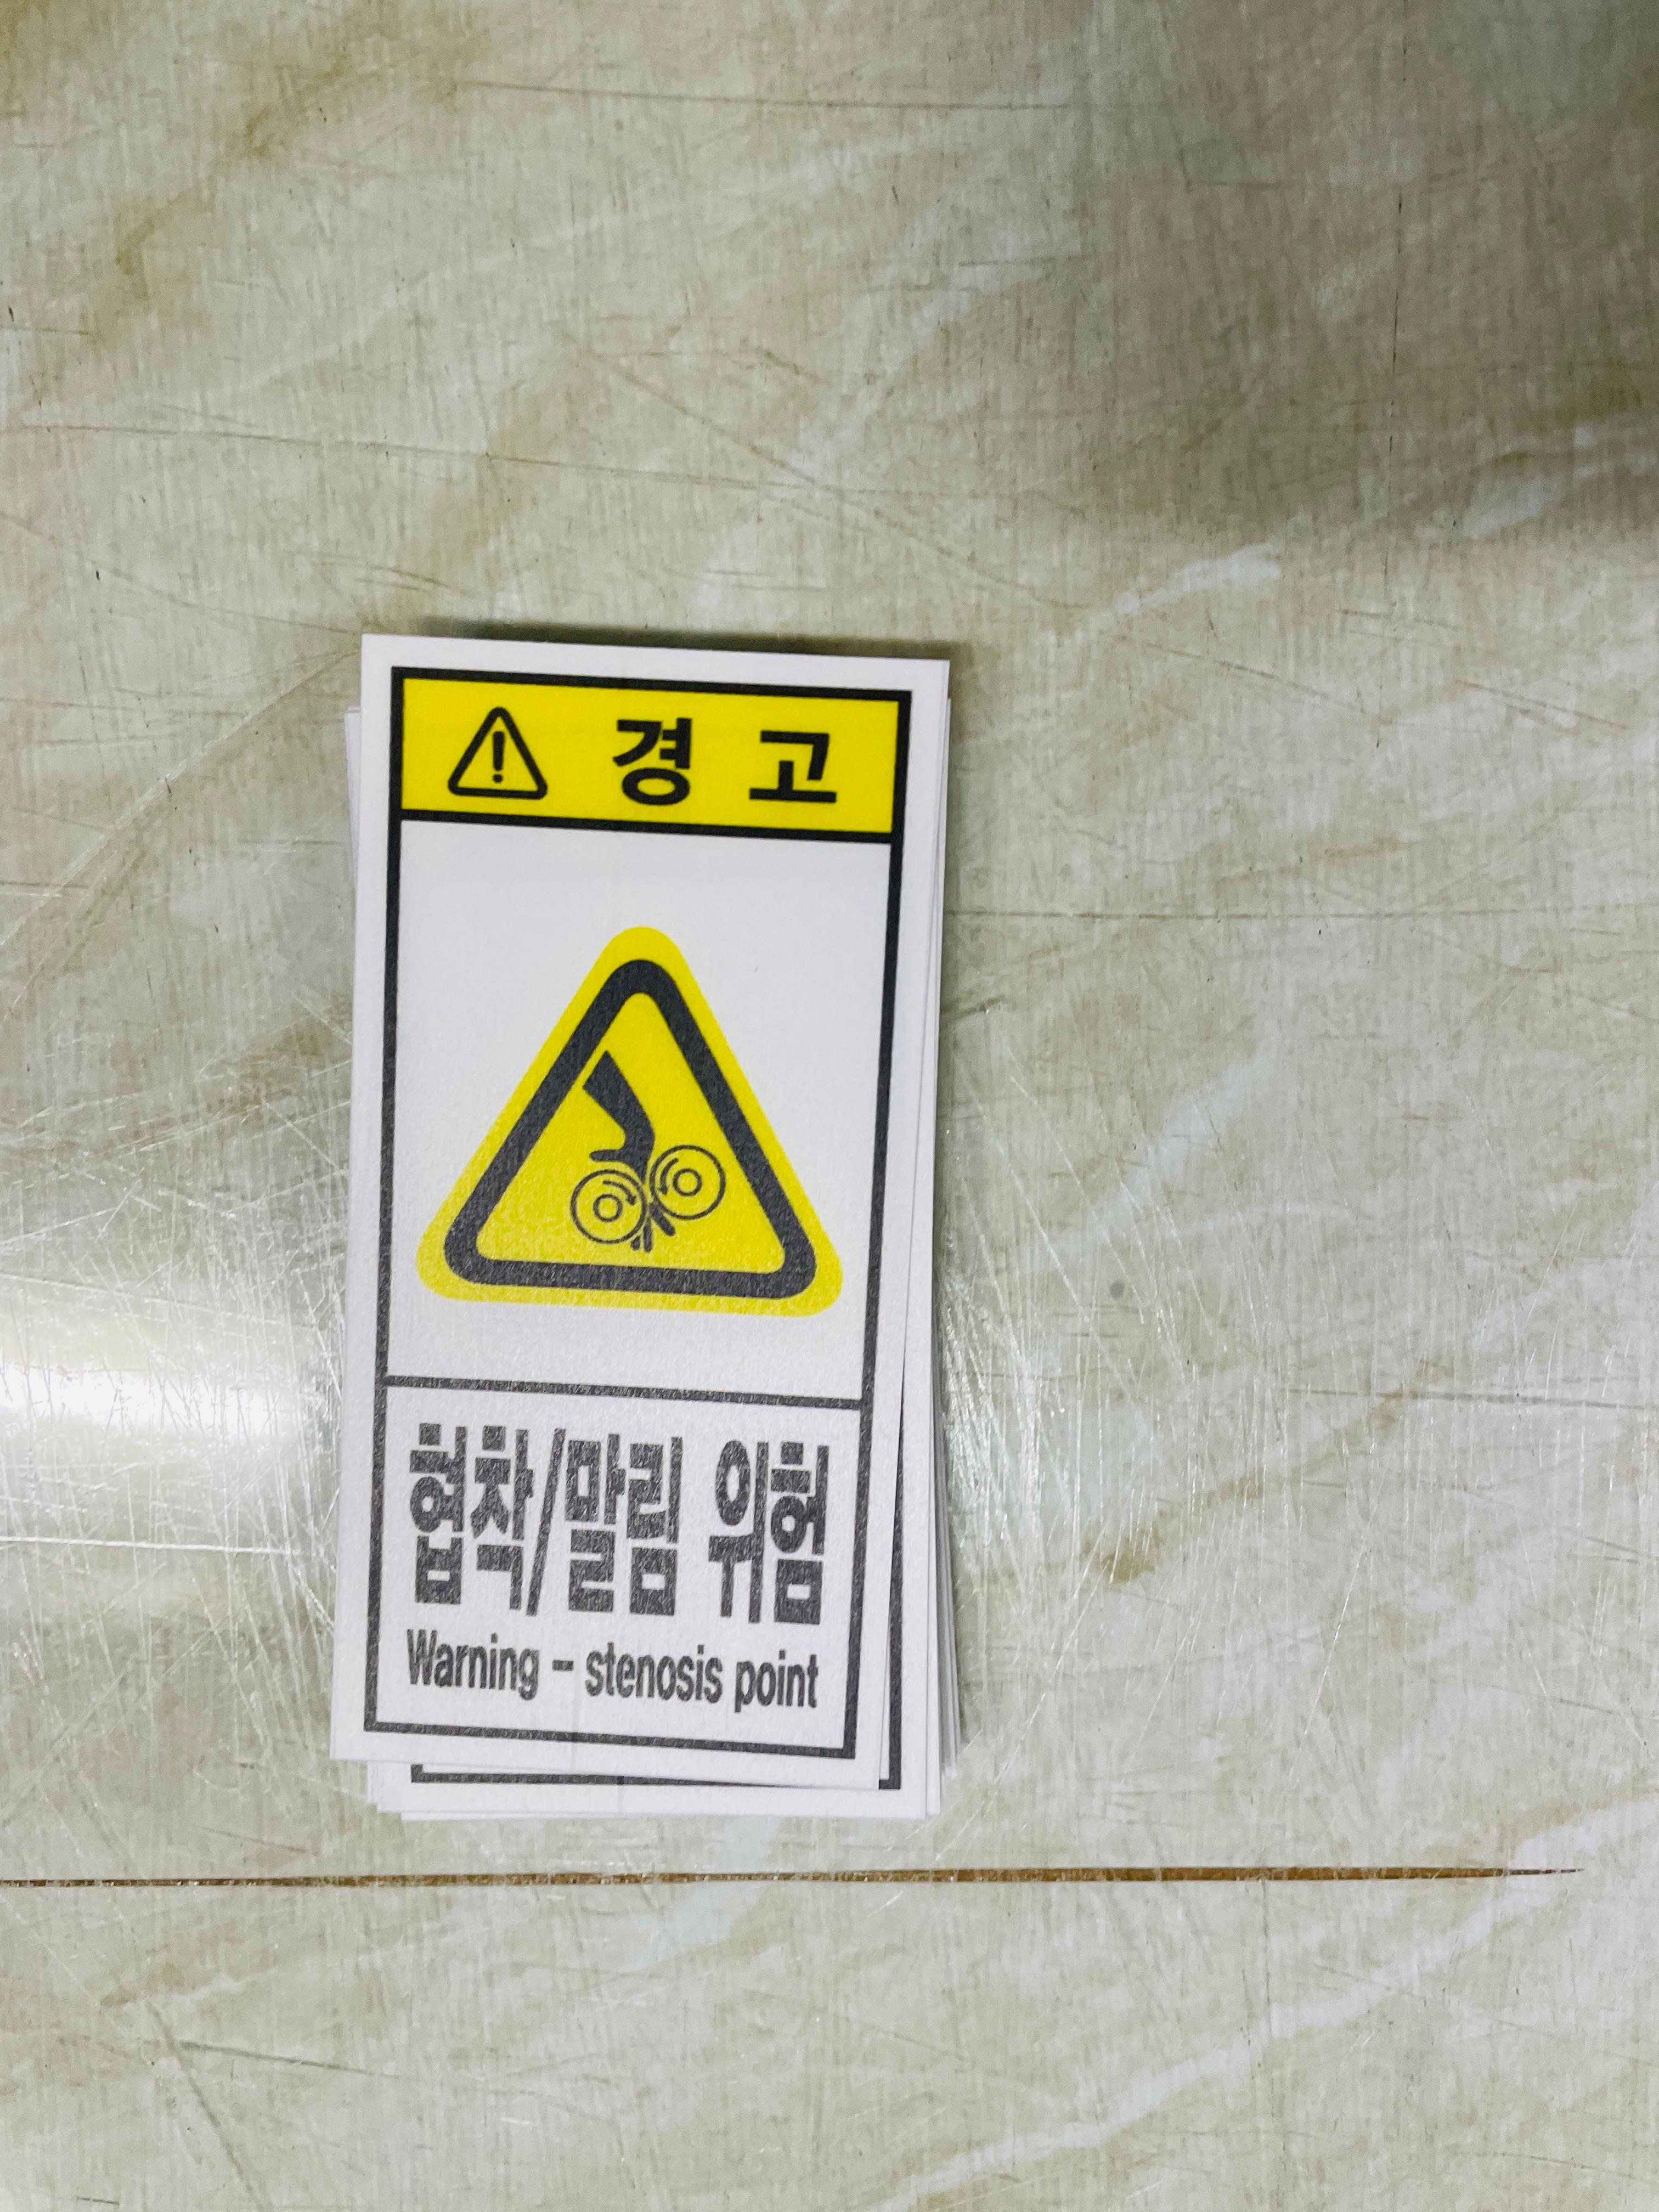 경 고
협착/말림 위험
Warning - stenosis point